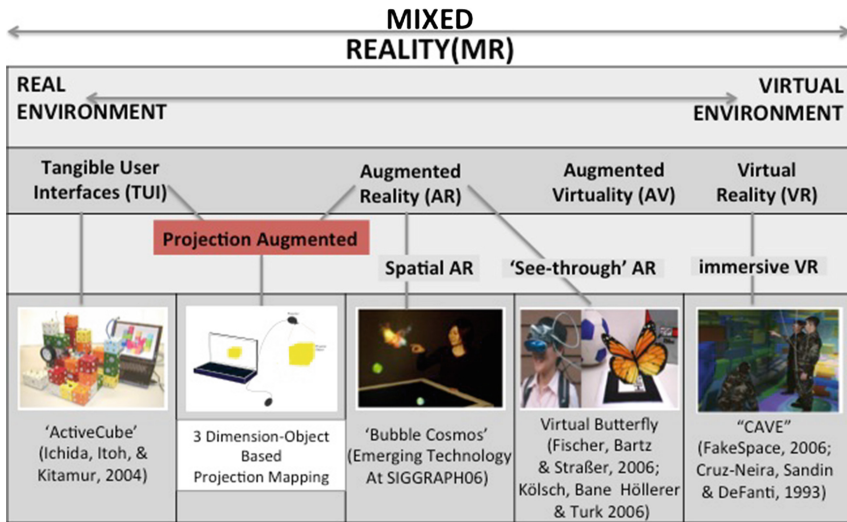 MIXED
REALITY(MR)
REAL
ENVIRONMENT
VIRTUAL
ENVIRONMENT
Tangible User
Interfaces (TUI)
Augmented
Reality (AR)
Augmented
Virtuality (AV)
Virtual
Reality (VR)
Projection Augmented
Spatial AR
‘See-through’ AR
immersive VR
‘ActiveCube’
(Ichida, Itoh, &
Kitamur, 2004)
3 Dimension-Object
Based
Projection Mapping
‘Bubble Cosmos’
(Emerging Technology
At SIGGRAPH06)
Virtual Butterfly
(Fischer, Bartz
& Straßer, 2006;
Kölsch, Bane Höllerer
& Turk 2006)
“CAVE”
(FakeSpace, 2006;
Cruz-Neira, Sandin
& DeFanti, 1993)